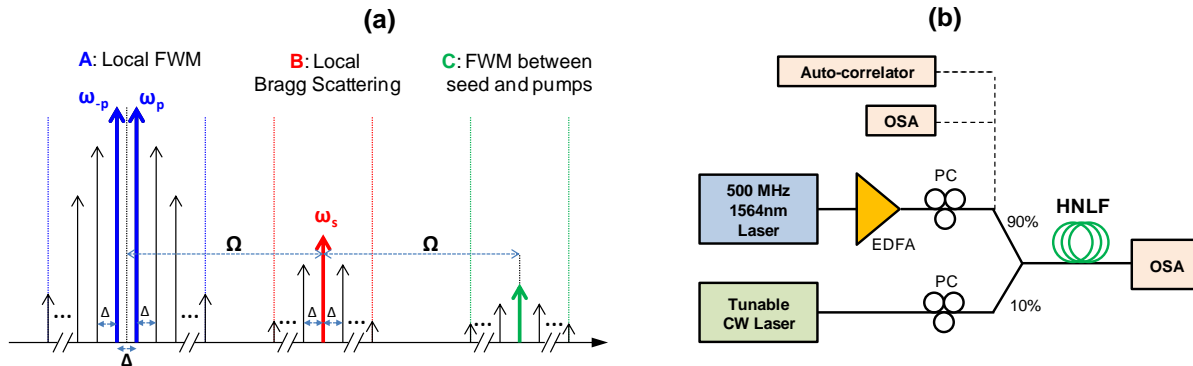 (a)
A: Local FWM
B: Local
Bragg Scattering
C: FWM between
seed and pumps
ω-p
ωp
ωs
Ω
Ω
...
Δ
Δ
...
...
Δ
Δ
...
...
...
Δ
(b)
Auto-correlator
OSA
500 MHz
1564nm
Laser
EDFA
PC
90%
HNLF
OSA
Tunable
CW Laser
PC
10%